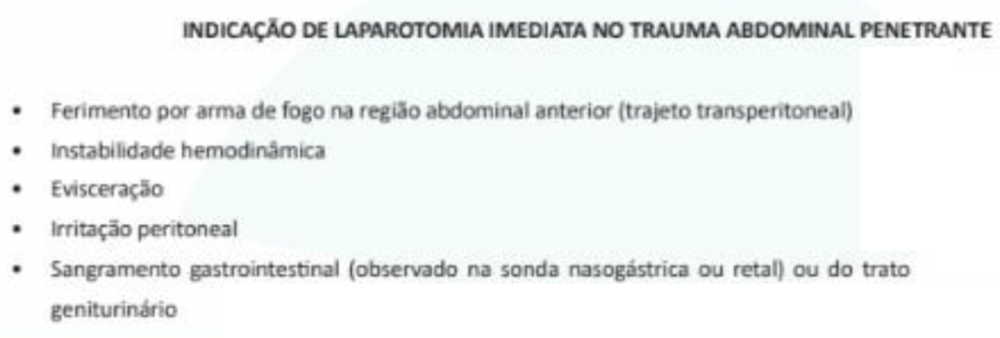 INDICAÇÃO DE LAPAROTOMIA IMEDIATA NO TRAUMA ABDOMINAL PENETRANTE
• Ferimento por arma de fogo na região abdominal anterior (trajeto transperitoneal)
• Instabilidade hemodinâmica
• Evisceração
• Irritação peritoneal
• Sangramento gastrointestinal (observado na sonda nasogástrica ou retal) ou do trato
geniturinário